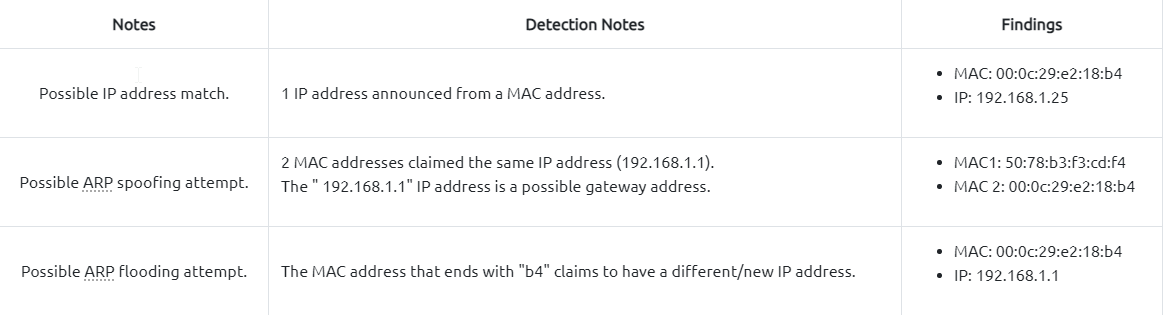 Notes Detection Notes Findings
Possible IP address match. 1 IP address announced from a MAC address.
• MAC: 00:0c:29:e2:18:b4
• IP: 192.168.1.25
Possible ARP spoofing attempt.
2 MAC addresses claimed the same IP address (192.168.1.1).
The " 192.168.1.1" IP address is a possible gateway address.
• MAC1: 50:78:b3:f3:cd:f4
• MAC 2: 00:0c:29:e2:18:b4
Possible ARP flooding attempt. The MAC address that ends with "b4" claims to have a different/new IP address.
• MAC: 00:0c:29:e2:18:b4
• IP: 192.168.1.1